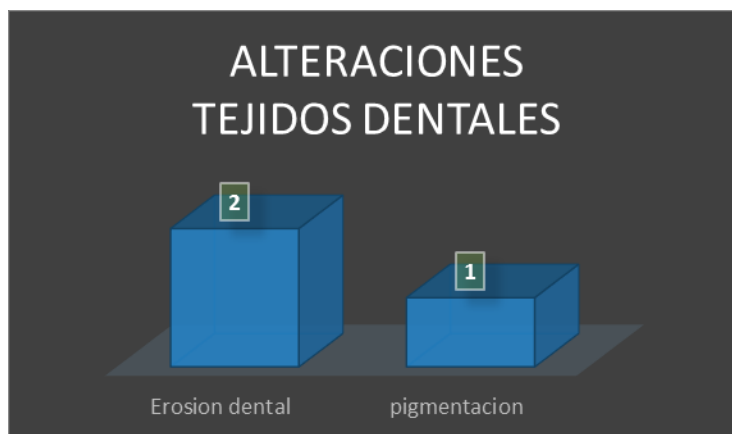 ALTERACIONES
TEJIDOS DENTALES
2
1
Erosion dental
pigmentacion